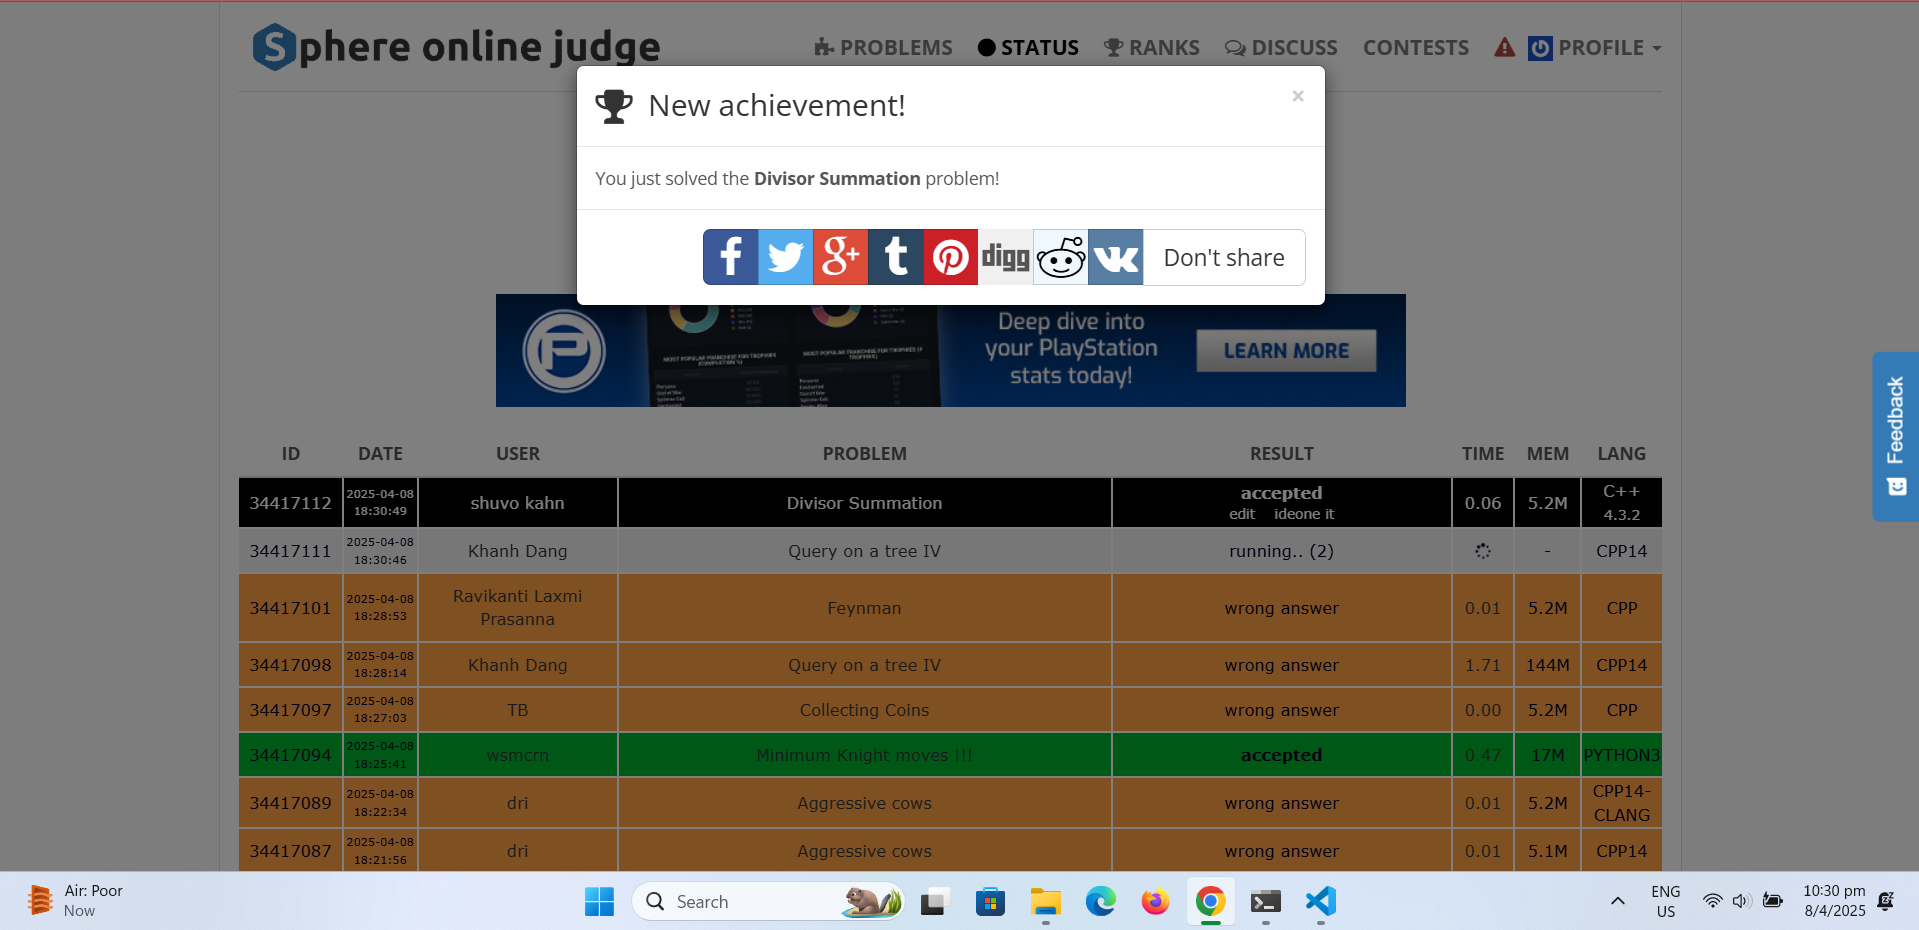 Sphere online judge
PROBLEMS STATUS RANKS DISCUSS CONTESTS PROFILE
New achievement! ×
You just solved the Divisor Summation problem!
f g+ t digg Don't share
Deep dive into
your PlayStation
stats today!
LEARN MORE
MOST POPULAR FRANCHISE FOR TROPHIES
Feedback
ID DATE USER PROBLEM RESULT TIME MEM LANG
34417112 2025-04-08 18:30:49 shuvo kahn Divisor Summation accepted edit ideone it 0.06 5.2M C++ 4.3.2
34417111 2025-04-08 18:30:46 Khanh Dang Query on a tree IV running.. (2) - CPP14
34417101 2025-04-08 18:28:53 Ravikanti Laxmi Prasanna Feynman wrong answer 0.01 5.2M CPP
34417098 2025-04-08 18:28:14 Khanh Dang Query on a tree IV wrong answer 1.71 144M CPP14
34417097 2025-04-08 18:27:03 TB Collecting Coins wrong answer 0.00 5.2M CPP
34417094 2025-04-08 18:25:41 wsmcrn Minimum Knight moves !!! accepted 0.47 17M PYTHON3
34417089 2025-04-08 18:22:34 dri Aggressive cows wrong answer 0.01 5.2M CPP14-CLANG
34417087 2025-04-08 18:21:56 dri Aggressive cows wrong answer 0.01 5.1M CPP14
Air: Poor
Now
Search
ENG
US
10:30 pm
8/4/2025